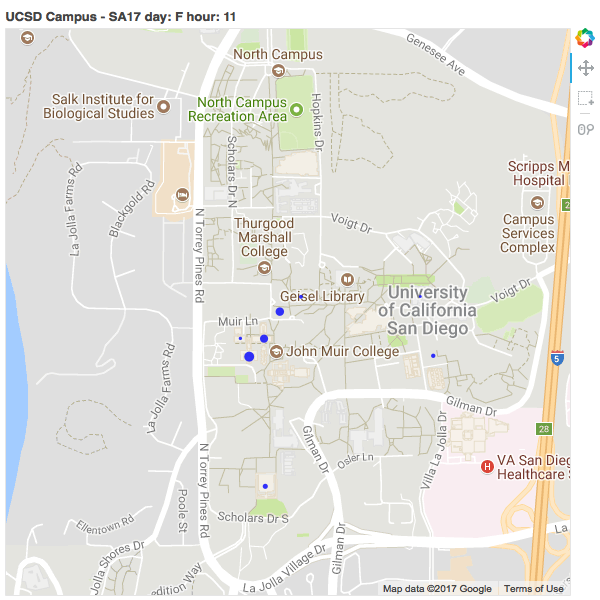 UCSD Campus - SA17 day: F hour: 11
North Campus
Genesee Ave
Salk Institute for
Biological Studies
North Campus
Recreation Area
Hopkins Dr
Scholars Dr N
La Jolla Farms Rd
Blackgold Rd
N Torrey Pines Rd
Scripps M
Hospital
2
Campus
Services
Complex
Voigt Dr
Thurgood
Marshall
College
Geisel Library
University
of California
San Diego
Voigt Dr
Muir Ln
John Muir College
5
La Jolla Farms Rd
Gilman Dr
28
Gilman Dr
Villa La Jolla Dr
Osler Ln
H
VA San Dieg
Healthcare
N Torrey Pines Rd
Poole St
Ellentown Rd
Scholars Dr S
La Jolla Shores Dr
edition Way
La Jolla Village Dr
Gilman Dr
La
Map data ©2017 Google
Terms of Use